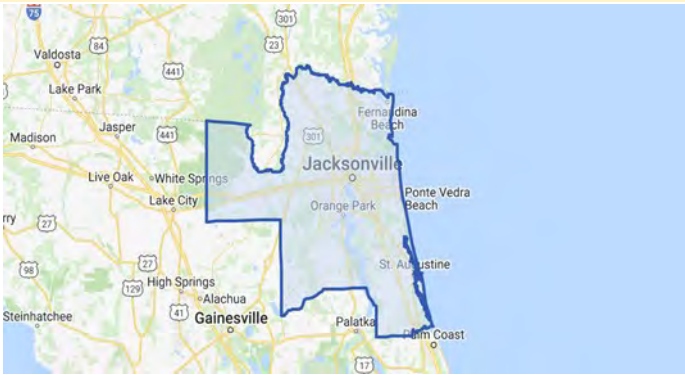 75
301
Valdosta
84
23
441
Lake Park
Fernandina
Beach
Jasper
441
301
Madison
Jacksonville
Live Oak
White Springs
Ponte Vedra
Beach
Lake City
Orange Park
rry
27
98
27
St. Augustine
High Springs
129
Alachua
41
Steinhatchee
Gainesville
Palatka
Palm Coast
17